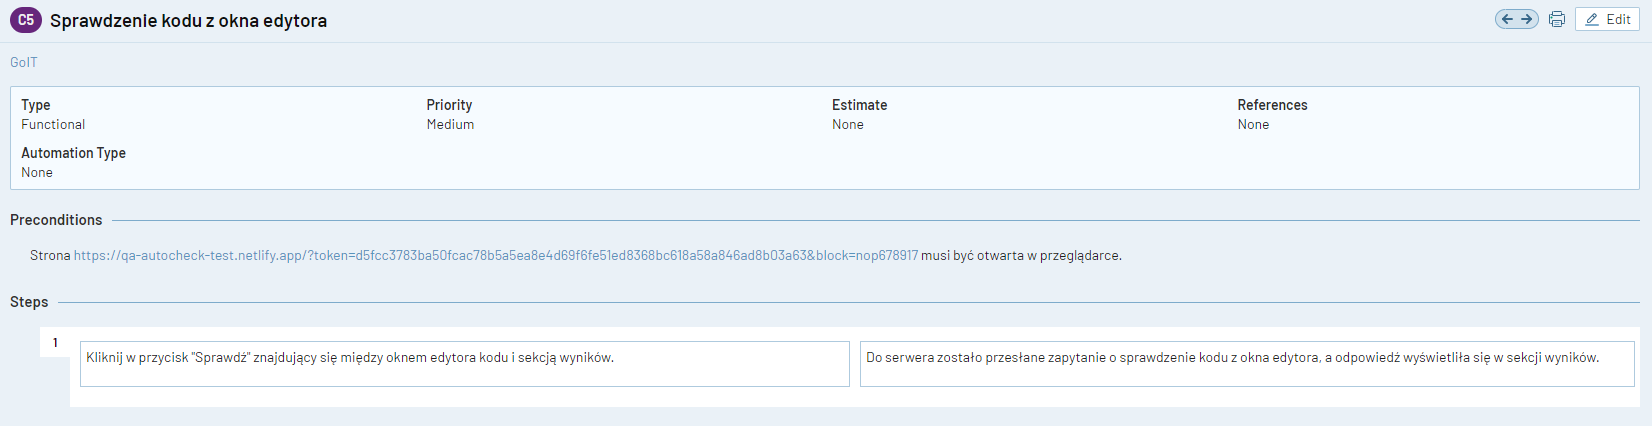 C5 Sprawdzenie kodu z okna edytora
Edit
GoIT
Type Priority Estimate References
Functional Medium None None
Automation Type
None
Preconditions
Strona https://qa-autocheck-test.netlify.app/?token=d5fcc3783ba50fcac78b5a5ea8e4d69f6fe51ed8368bc618a58a846ad8b03a63&block=nop678917 musi być otwarta w przeglądarce.
Steps
1
Kliknij w przycisk "Sprawdź" znajdujący się między oknem edytora kodu i sekcją wyników.
Do serwera zostało przesłane zapytanie o sprawdzenie kodu z okna edytora, a odpowiedź wyświetliła się w sekcji wyników.